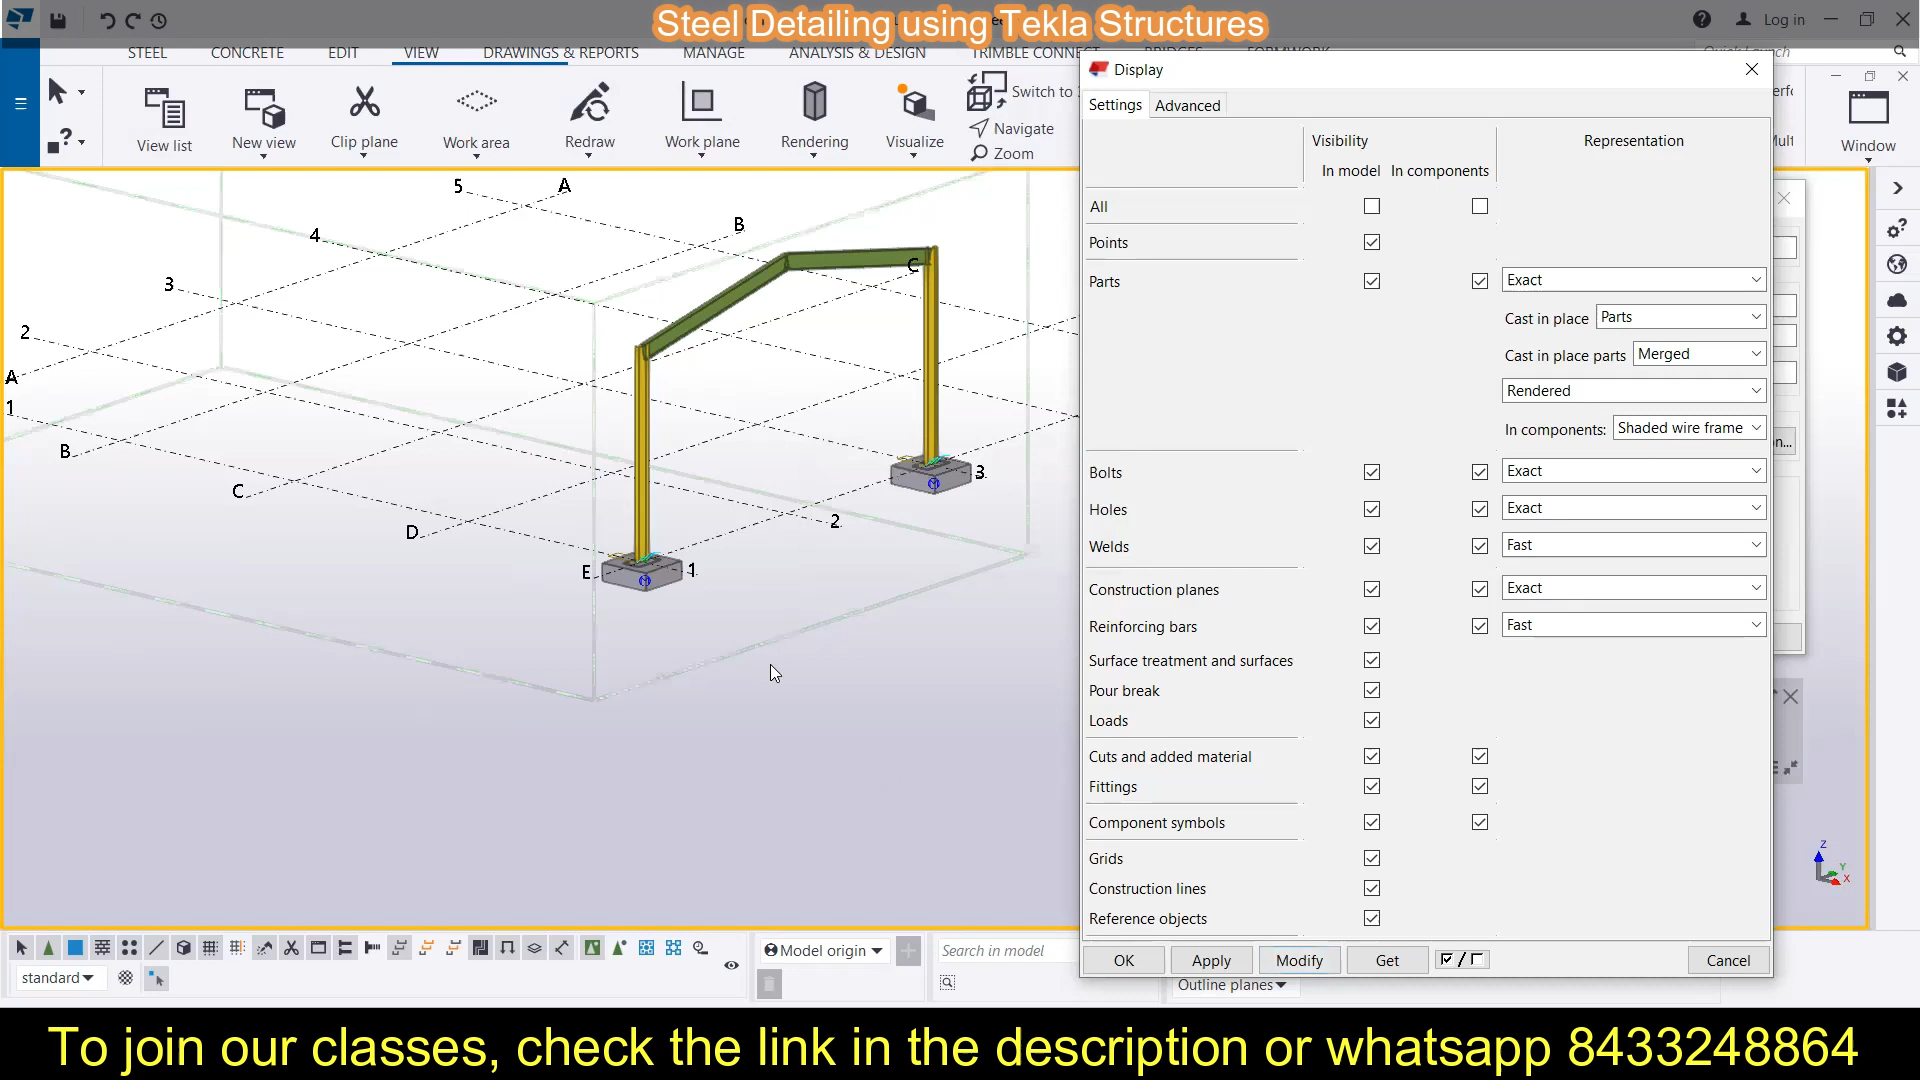 Steel Detailing using Tekla Structures
Log in
STEEL CONCRETE EDIT VIEW DRAWINGS & REPORTS MANAGE ANALYSIS & DESIGN TRIMBLE CONNECT BRIDGES FORMWORK
Quick Launch
View list
New view
Clip plane
Work area
Redraw
Work plane
Rendering
Visualize
Switch to
Navigate
Zoom
Window
Display
Settings Advanced
Visibility Representation
In model In components
All
Points
Parts Exact
Cast in place Parts
Cast in place parts Merged
Rendered
In components: Shaded wire frame
Bolts Exact
Holes Exact
Welds Fast
Construction planes Exact
Reinforcing bars Fast
Surface treatment and surfaces
Pour break
Loads
Cuts and added material
Fittings
Component symbols
Grids
Construction lines
Reference objects
OK Apply Modify Get Cancel
5 A
4 B
3 C
2
A
1
B
C
D
E
1
2
3
M
M
Z
Y
X
Model origin
Search in model
standard
Outline planes
To join our classes, check the link in the description or whatsapp 8433248864